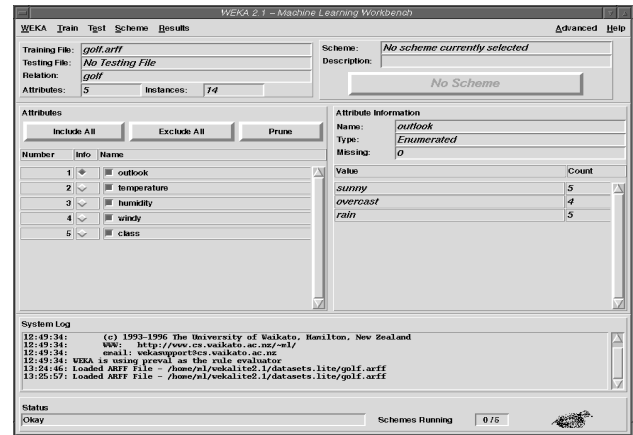 WEKA 2.1 – Machine Learning Workbench
WEKA Train Test Scheme Results Advanced Help
Training File: golf.arff
Testing File: No Testing File
Relation: golf
Attributes: 5 Instances: 14
Scheme: No scheme currently selected
Description:
No Scheme
Attributes
Include All Exclude All Prune
Number Info Name
1 outlook
2 temperature
3 humidity
4 windy
5 class
Attribute Information
Name: outlook
Type: Enumerated
Missing: 0
Value Count
sunny 5
overcast 4
rain 5
System Log
12:49:34: (c) 1993-1996 The University of Waikato, Hamilton, New Zealand
12:49:34: WWW: http://www.cs.waikato.ac.nz/~ml/
12:49:34: email: wekasupport@cs.waikato.ac.nz
12:49:34: WEKA is using preval as the rule evaluator
13:24:46: Loaded ARFF File - /home/ml/wekalite2.1/datasets.lite/golf.arff
13:25:57: Loaded ARFF File - /home/ml/wekalite2.1/datasets.lite/golf.arff
Status
Okay Schemes Running 0/5